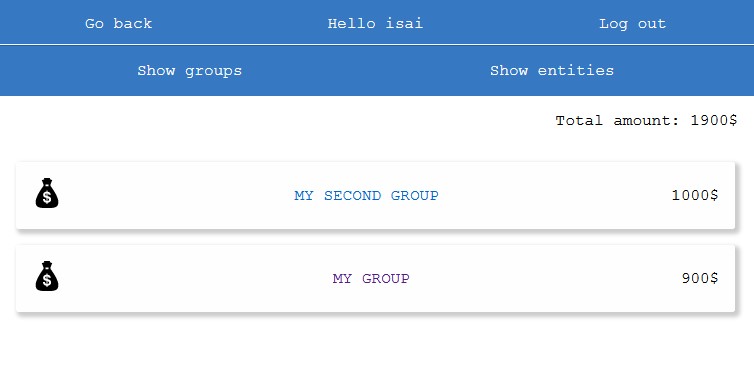 Go back Hello isai Log out
Show groups Show entities
Total amount: 1900$
$ MY SECOND GROUP 1000$
$ MY GROUP 900$